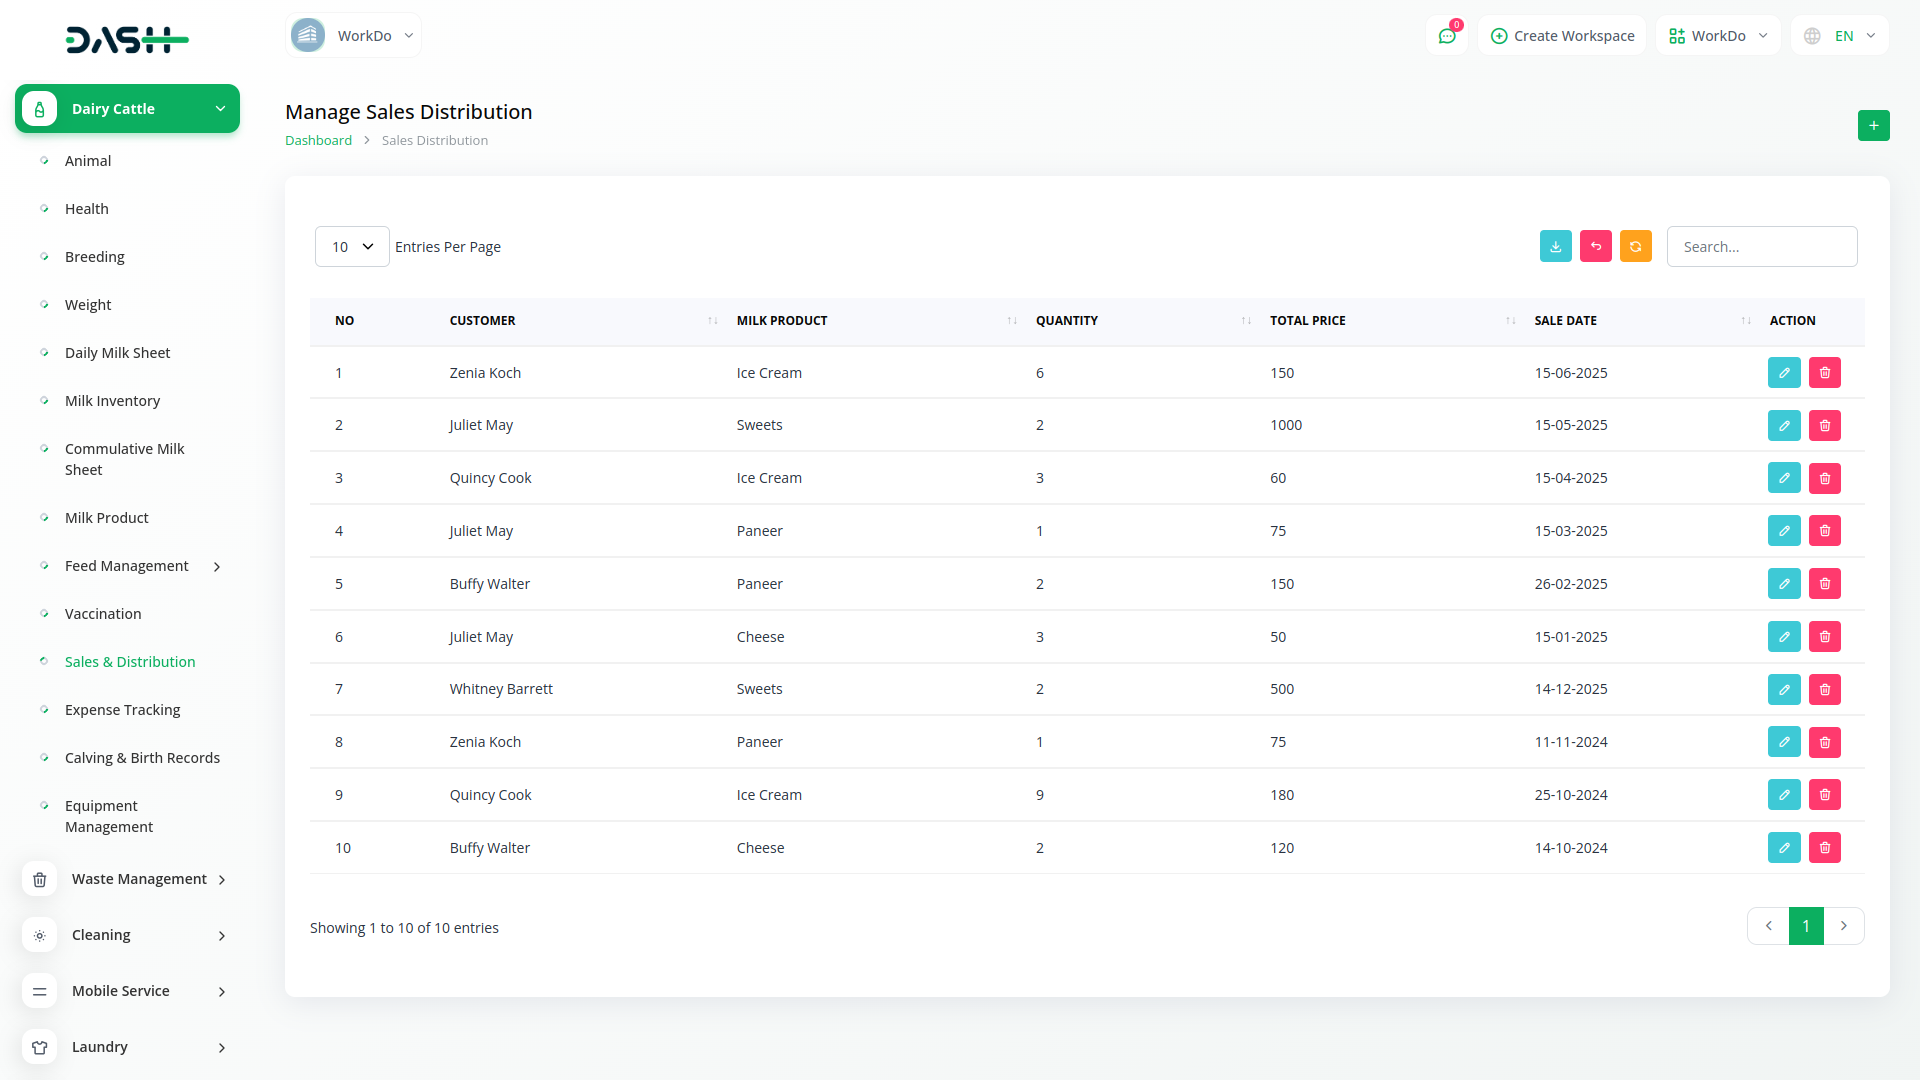 DASH
WorkDo
0
Create Workspace
WorkDo
EN
Dairy Cattle
Animal
Health
Breeding
Weight
Daily Milk Sheet
Milk Inventory
Commulative Milk
Sheet
Milk Product
Feed Management
Vaccination
Sales & Distribution
Expense Tracking
Calving & Birth Records
Equipment
Management
Waste Management
Cleaning
Mobile Service
Laundry
Manage Sales Distribution
Dashboard > Sales Distribution
+
10 Entries Per Page
Search...
NO CUSTOMER ↑↓ MILK PRODUCT ↑↓ QUANTITY ↑↓ TOTAL PRICE ↑↓ SALE DATE ↑↓ ACTION
1 Zenia Koch Ice Cream 6 150 15-06-2025
2 Juliet May Sweets 2 1000 15-05-2025
3 Quincy Cook Ice Cream 3 60 15-04-2025
4 Juliet May Paneer 1 75 15-03-2025
5 Buffy Walter Paneer 2 150 26-02-2025
6 Juliet May Cheese 3 50 15-01-2025
7 Whitney Barrett Sweets 2 500 14-12-2025
8 Zenia Koch Paneer 1 75 11-11-2024
9 Quincy Cook Ice Cream 9 180 25-10-2024
10 Buffy Walter Cheese 2 120 14-10-2024
Showing 1 to 10 of 10 entries
‹ 1 ›